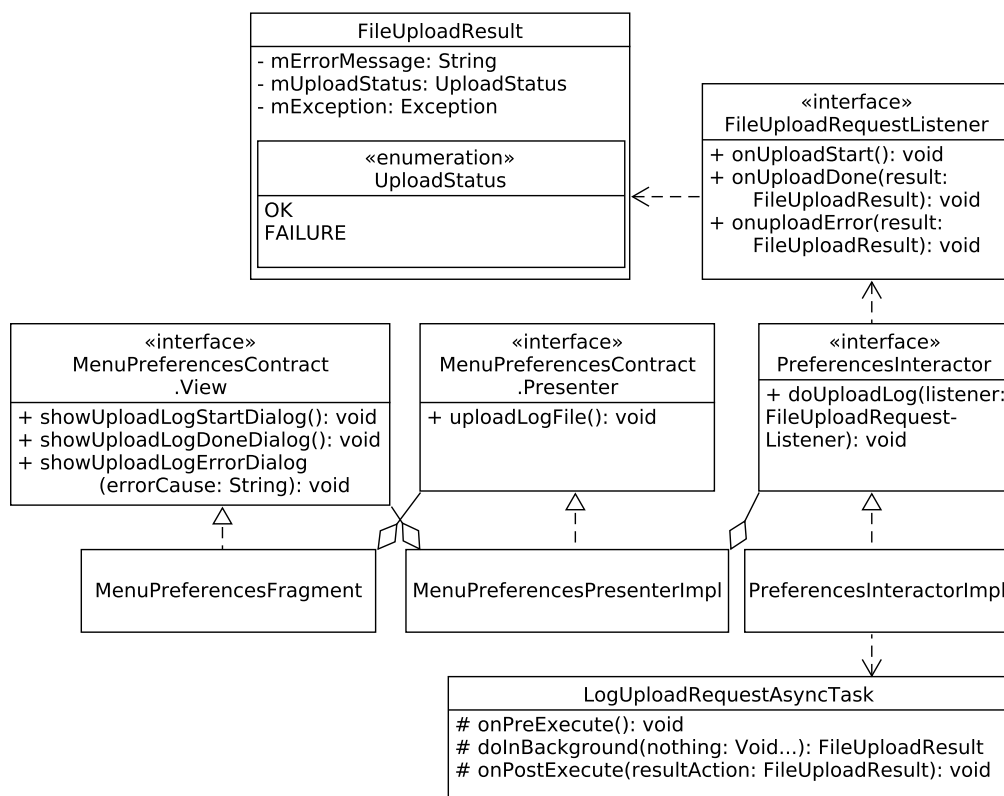 FileUploadResult
- mErrorMessage: String
- mUploadStatus: UploadStatus
- mException: Exception
«enumeration»
UploadStatus
OK
FAILURE
«interface»
FileUploadRequestListener
+ onUploadStart(): void
+ onUploadDone(result:
FileUploadResult): void
+ onuploadError(result:
FileUploadResult): void
«interface»
MenuPreferencesContract
.View
+ showUploadLogStartDialog(): void
+ showUploadLogDoneDialog(): void
+ showUploadLogErrorDialog
(errorCause: String): void
«interface»
MenuPreferencesContract
.Presenter
+ uploadLogFile(): void
«interface»
PreferencesInteractor
+ doUploadLog(listener:
FileUploadRequest-
Listener): void
MenuPreferencesFragment
MenuPreferencesPresenterImpl
PreferencesInteractorImpl
LogUploadRequestAsyncTask
# onPreExecute(): void
# doInBackground(nothing: Void...): FileUploadResult
# onPostExecute(resultAction: FileUploadResult): void